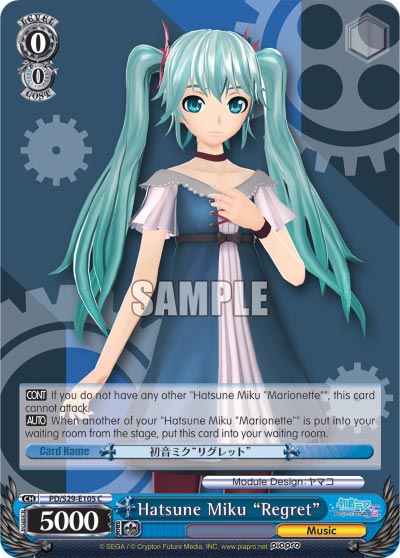 LEVEL
0
0
COST
SAMPLE
CONT If you do not have any other "Hatsune Miku "Marionette"", this card
cannot attack.
AUTO When another of your "Hatsune Miku "Marionette"" is put into your
waiting room from the stage, put this card into your waiting room.
Card Name 初音ミク"リグレット"
Module Design:ヤマコ
CH PD/S29-E105 C
POWER 5000 Hatsune Miku "Regret"
Music
© SEGA / © Crypton Future Media, INC. www.piapro.net piapro